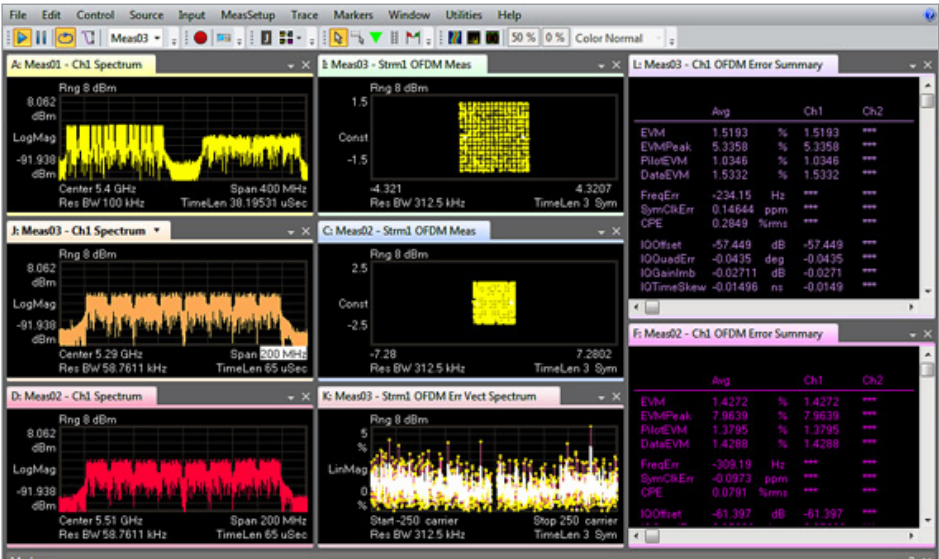 File Edit Control Source Input MeasSetup Trace Markers Window Utilities Help
Meas03 50 % 0 % Color Normal
A: Meas01 - Ch1 Spectrum
Rng 8 dBm
8.062
dBm
LogMag
-91.938
dBm
Center 5.4 GHz Span 400 MHz
Res BW 100 kHz TimeLen 38.19531 uSec
J: Meas03 - Ch1 Spectrum
Rng 8 dBm
8.062
dBm
LogMag
-91.938
dBm
Center 5.29 GHz Span 200 MHz
Res BW 58.7611 kHz TimeLen 65 uSec
D: Meas02 - Ch1 Spectrum
Rng 8 dBm
8.062
dBm
LogMag
-91.938
dBm
Center 5.51 GHz Span 200 MHz
Res BW 58.7611 kHz TimeLen 65 uSec
I: Meas03 - Strm1 OFDM Meas
Rng 8 dBm
1.5
Const
-1.5
-4.321 4.3207
Res BW 312.5 kHz TimeLen 3 Sym
C: Meas02 - Strm1 OFDM Meas
Rng 8 dBm
2.5
Const
-2.5
-7.28 7.2802
Res BW 312.5 kHz TimeLen 3 Sym
K: Meas03 - Strm1 OFDM Err Vect Spectrum
Rng 8 dBm
5
%
LinMag
0
%
Start -250 carrier Stop 250 carrier
Res BW 312.5 kHz TimeLen 3 Sym
L: Meas03 - Ch1 OFDM Error Summary
Avg Ch1 Ch2
EVM 1.5193 % 1.5193 ***
EVMPeak 5.3358 % 5.3358 ***
PilotEVM 1.0346 % 1.0346 ***
DataEVM 1.5332 % 1.5332 ***
FreqErr -234.15 Hz *** ***
SymClkErr 0.14644 ppm *** ***
CPE 0.2849 %rms *** ***
IQOffset -57.449 dB -57.449 ***
IQQuadErr -0.0435 deg -0.0435 ***
IQGainImb -0.02711 dB -0.0271 ***
IQTimeSkew -0.01496 ns -0.0149 ***
F: Meas02 - Ch1 OFDM Error Summary
Avg Ch1 Ch2
EVM 1.4272 % 1.4272 ***
EVMPeak 7.9639 % 7.9639 ***
PilotEVM 1.3795 % 1.3795 ***
DataEVM 1.4288 % 1.4288 ***
FreqErr -309.19 Hz *** ***
SymClkErr -0.0973 ppm *** ***
CPE 0.0791 %rms *** ***
IQOffset -61.397 dB -61.397 ***